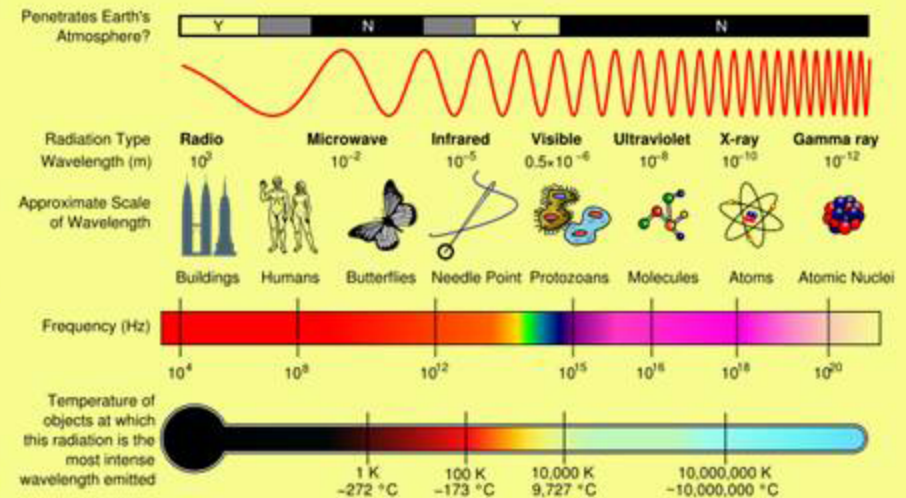 Penetrates Earth's
Atmosphere?
Y N Y N
Radiation Type Radio Microwave Infrared Visible Ultraviolet X-ray Gamma ray
Wavelength (m) 10³ 10⁻² 10⁻⁵ 0.5×10⁻⁶ 10⁻⁸ 10⁻¹⁰ 10⁻¹²
Approximate Scale
of Wavelength
Buildings Humans Butterflies Needle Point Protozoans Molecules Atoms Atomic Nuclei
Frequency (Hz)
10⁴ 10⁸ 10¹² 10¹⁵ 10¹⁶ 10¹⁸ 10²⁰
Temperature of
objects at which
this radiation is the
most intense
wavelength emitted
1 K 100 K 10,000 K 10,000,000 K
−272 °C −173 °C 9,727 °C ~10,000,000 °C